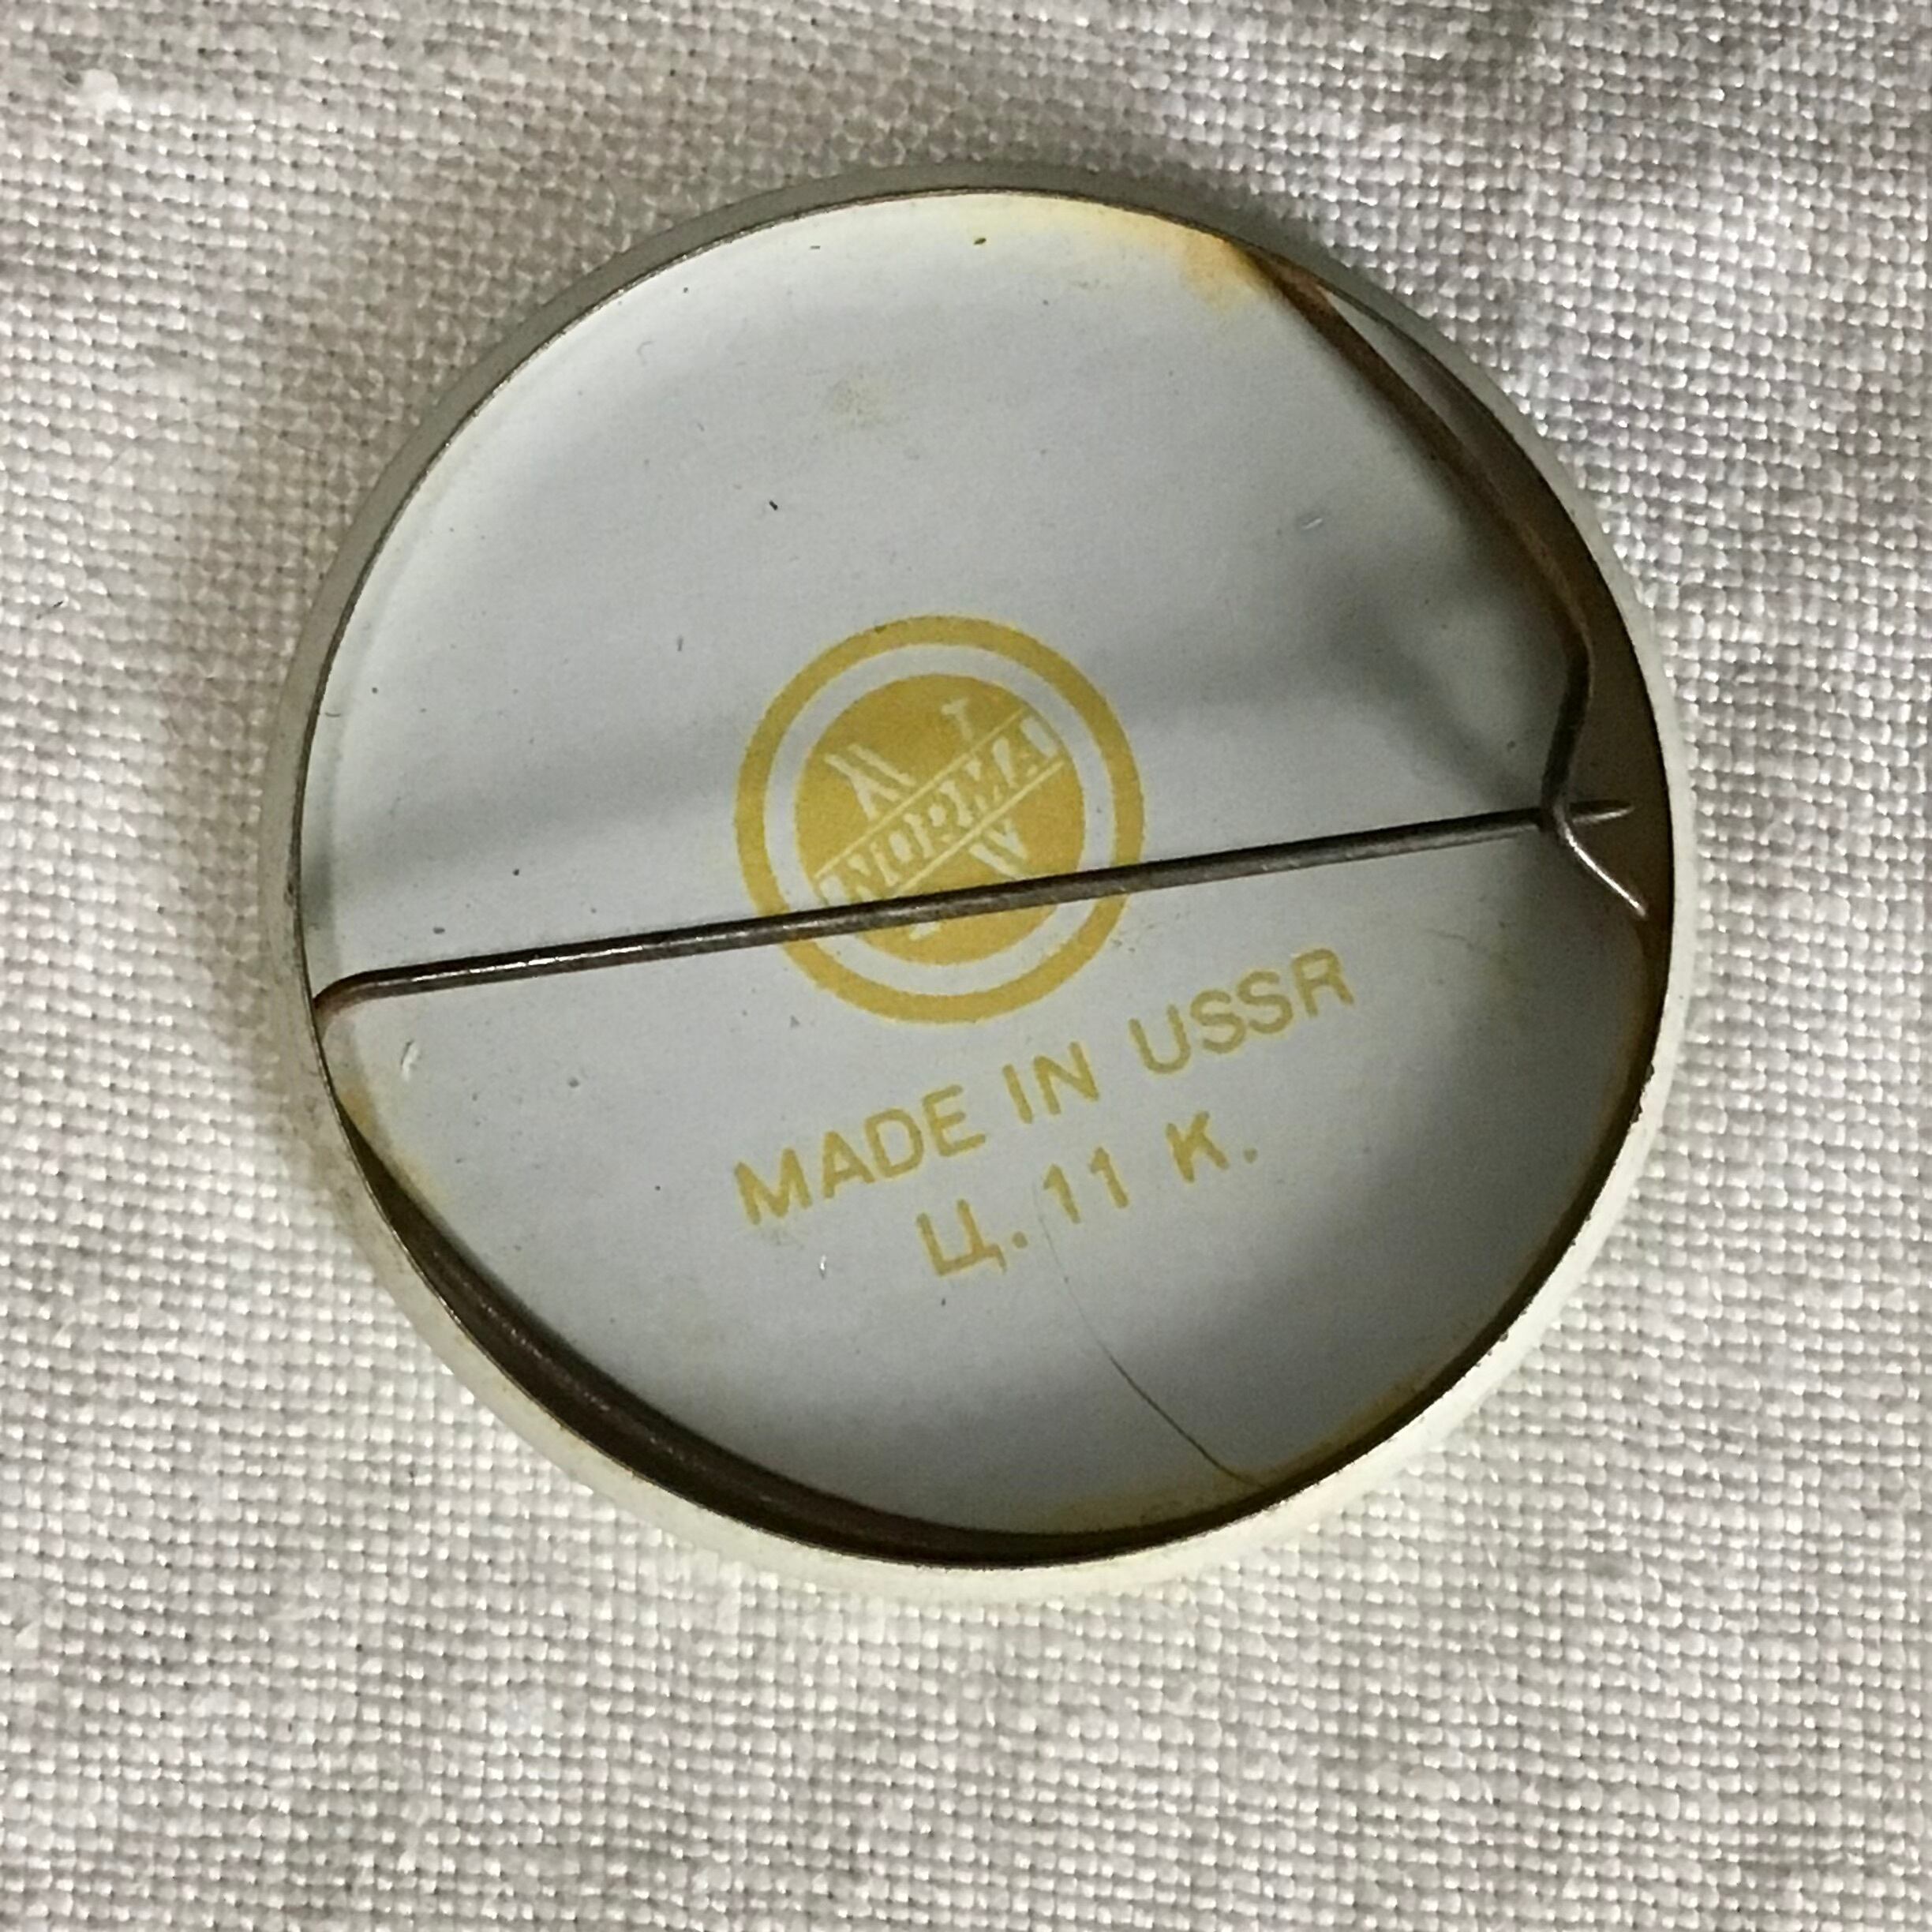 NORMA
MADE IN USSR
Ц. 11 К.